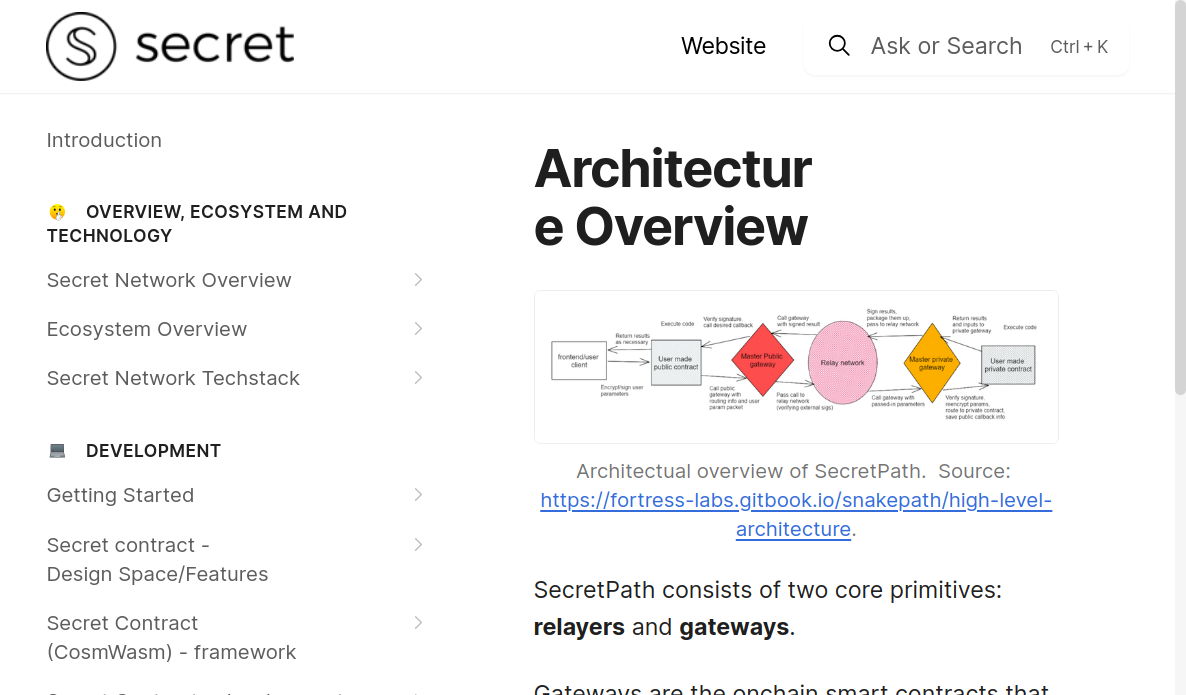 secret
Website
Ask or Search
Ctrl + K
Introduction
OVERVIEW, ECOSYSTEM AND
TECHNOLOGY
Secret Network Overview
Ecosystem Overview
Secret Network Techstack
DEVELOPMENT
Getting Started
Secret contract -
Design Space/Features
Secret Contract
(CosmWasm) - framework
Architectur
e Overview
frontend/user
client
Return results
as necessary
Encrypt/sign user
parameters
Execute code
User made
public contract
Verify signature,
call desired callback
Call public
gateway with
routing info and user
param packet
Master Public
gateway
Call gateway
with signed result
Pass call to
relay network
(verifying external sigs)
Relay network
Sign results,
package them up,
pass to relay network
Call gateway with
passed-in parameters
Master private
gateway
Return results
and inputs to
private gateway
Verify signature,
reencrypt params,
route to private contract,
save public callback info
Execute code
User made
private contract
Architectual overview of SecretPath. Source:
https://fortress-labs.gitbook.io/snakepath/high-level-
architecture.
SecretPath consists of two core primitives:
relayers and gateways.
Gateways are the onchain smart contracts that